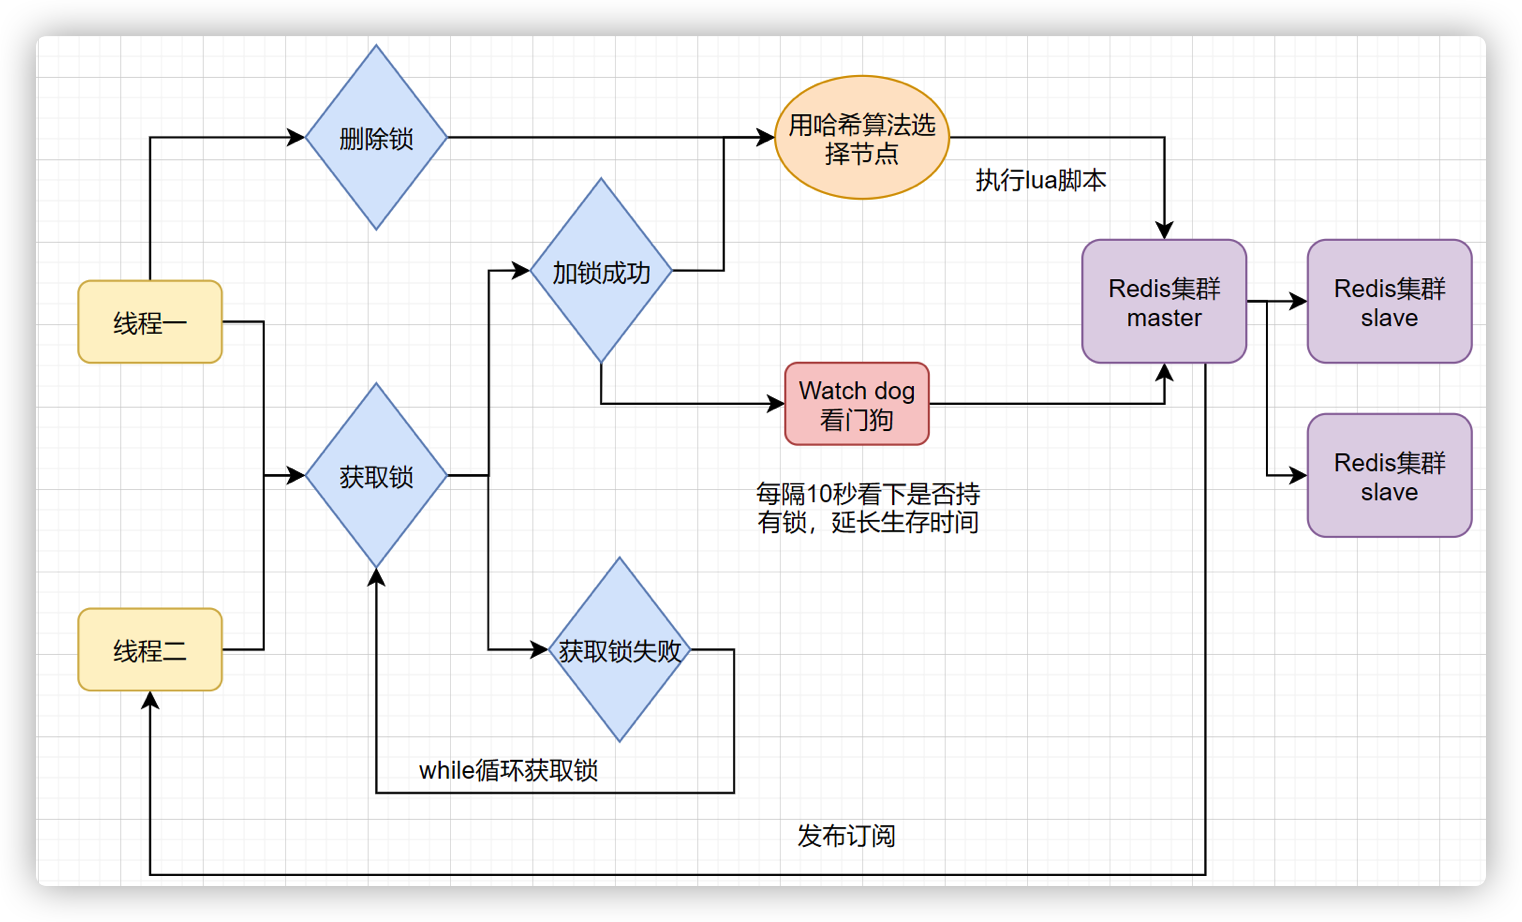 删除锁
用哈希算法选
择节点
执行lua脚本
加锁成功
线程一
Redis集群
master
Redis集群
slave
Watch dog
看门狗
获取锁
Redis集群
slave
每隔10秒看下是否持
有锁，延长生存时间
线程二
获取锁失败
while循环获取锁
发布订阅